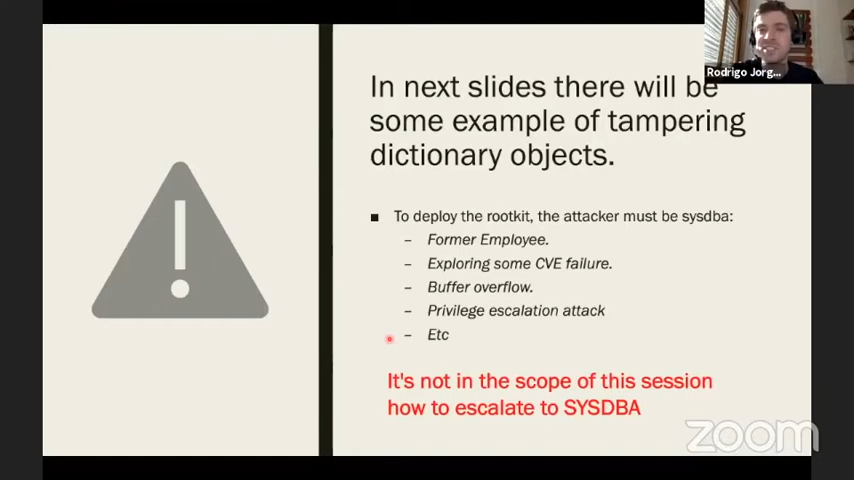 Rodrigo Jorg...
In next slides there will be
some example of tampering
dictionary objects.
■ To deploy the rootkit, the attacker must be sysdba:
– Former Employee.
– Exploring some CVE failure.
– Buffer overflow.
– Privilege escalation attack
– Etc
It's not in the scope of this session
how to escalate to SYSDBA
zoom